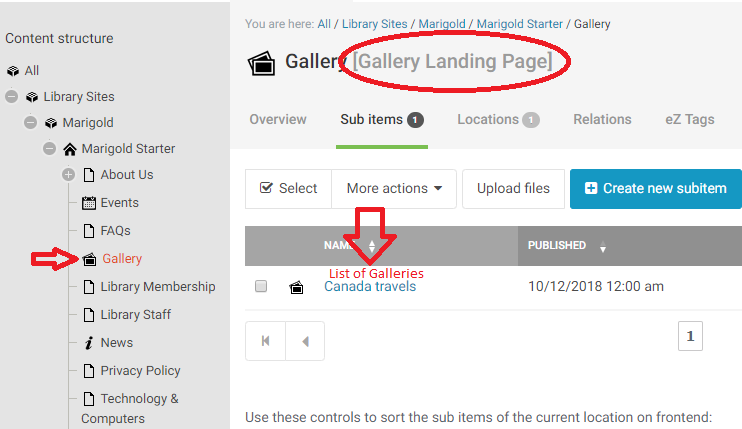 Content structure
All
Library Sites
Marigold
Marigold Starter
About Us
Events
FAQs
Gallery
Library Membership
Library Staff
News
Privacy Policy
Technology &
Computers
You are here: All / Library Sites / Marigold / Marigold Starter / Gallery
Gallery [Gallery Landing Page]
Overview Sub items 1 Locations 1 Relations eZ Tags
Select More actions Upload files Create new subitem
NAME PUBLISHED
List of Galleries
Canada travels 10/12/2018 12:00 am
1
Use these controls to sort the sub items of the current location on frontend: